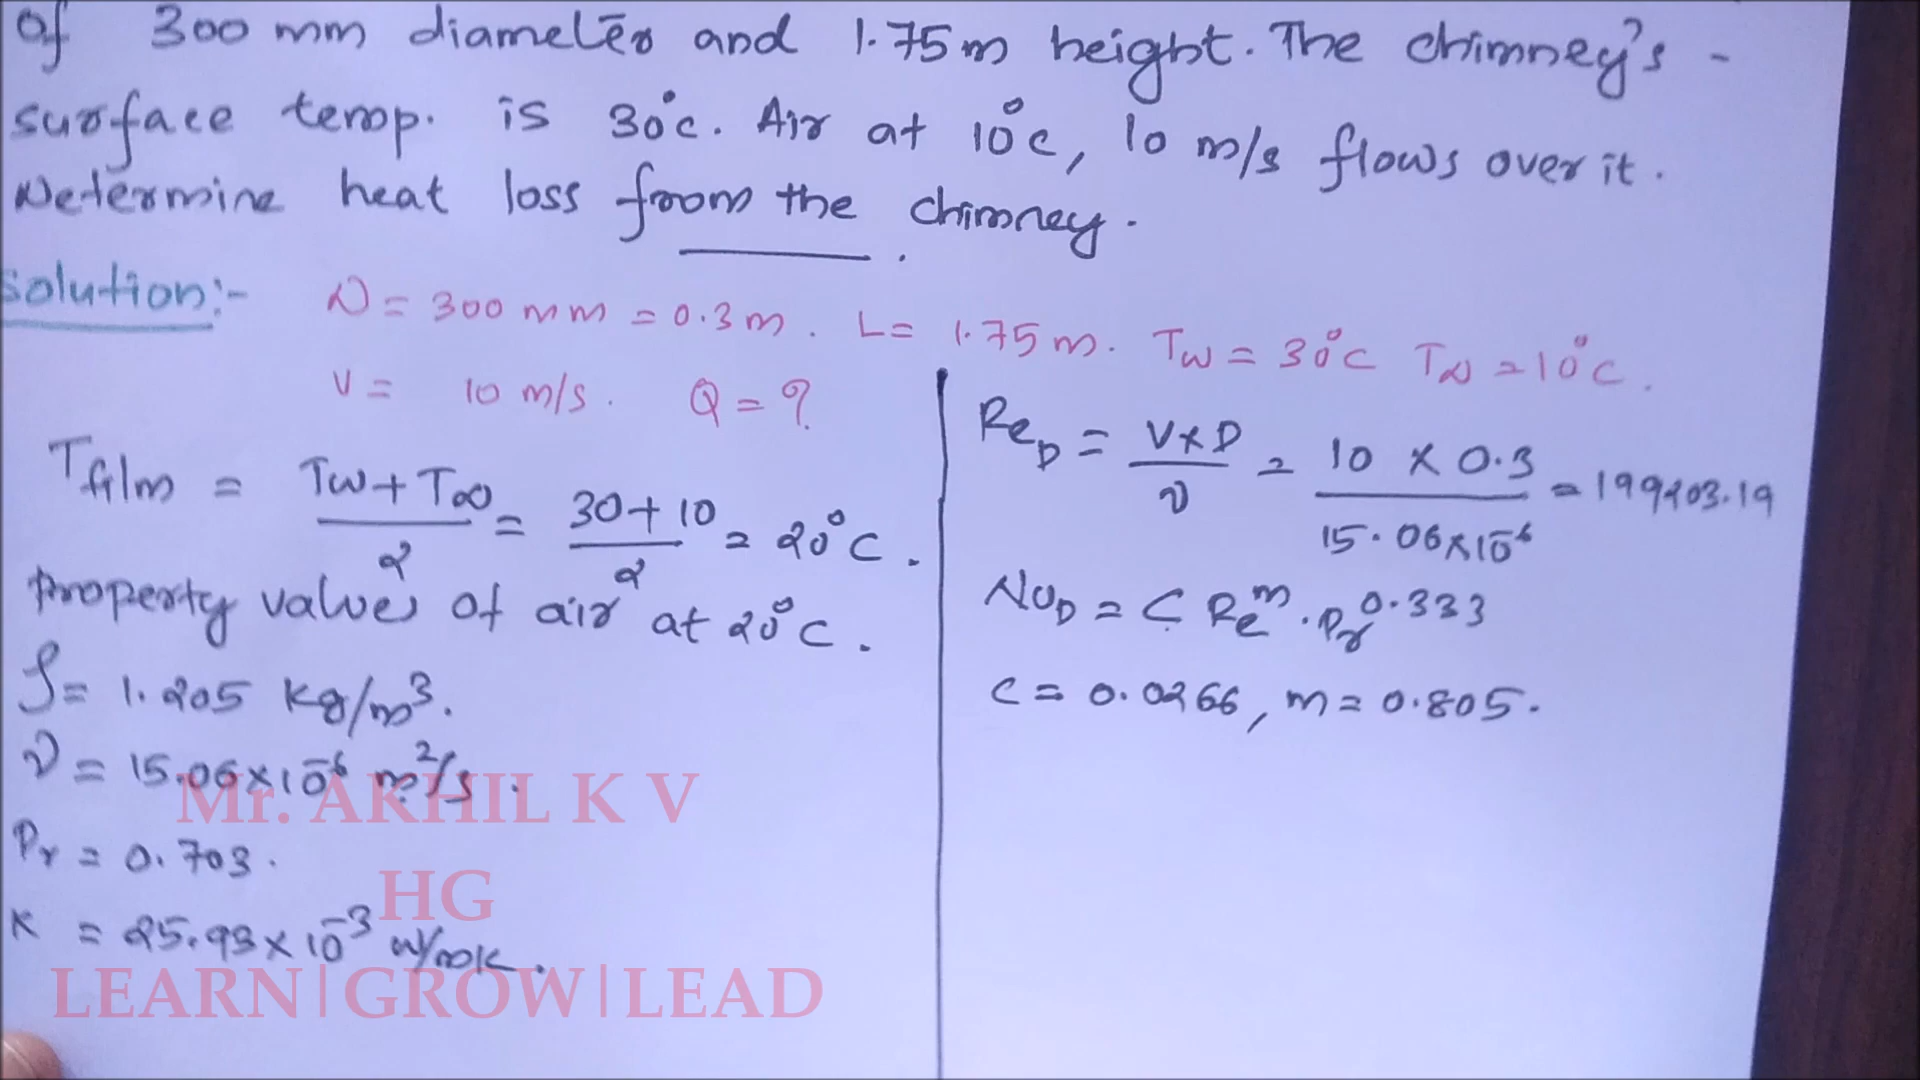 Of 300 mm diameter and 1.75m height. The chimney's -
surface temp. is 30°C. Air at 10°C, 10 m/s flows over it.
Determine heat loss from the chimney.
Solution:-
D = 300 mm = 0.3m. L = 1.75m. Tw = 30°C T∞ = 10°C.
V = 10 m/s. Q = ?
Tfilm = Tw + T∞ / 2 = 30 + 10 / 2 = 20°C.
Property values of air at 20°C.
ρ = 1.205 kg/m³.
ν = 15.06 × 10⁻⁶ m²/s.
Pr = 0.703.
K = 25.93 × 10⁻³ W/mK.
ReD = V×D / ν = 10 × 0.3 / 15.06×10⁻⁶ = 199203.19
NuD = C Re^m . Pr^0.333
C = 0.0266, m = 0.805.
Mr. AKHIL K V
HG
LEARN|GROW|LEAD